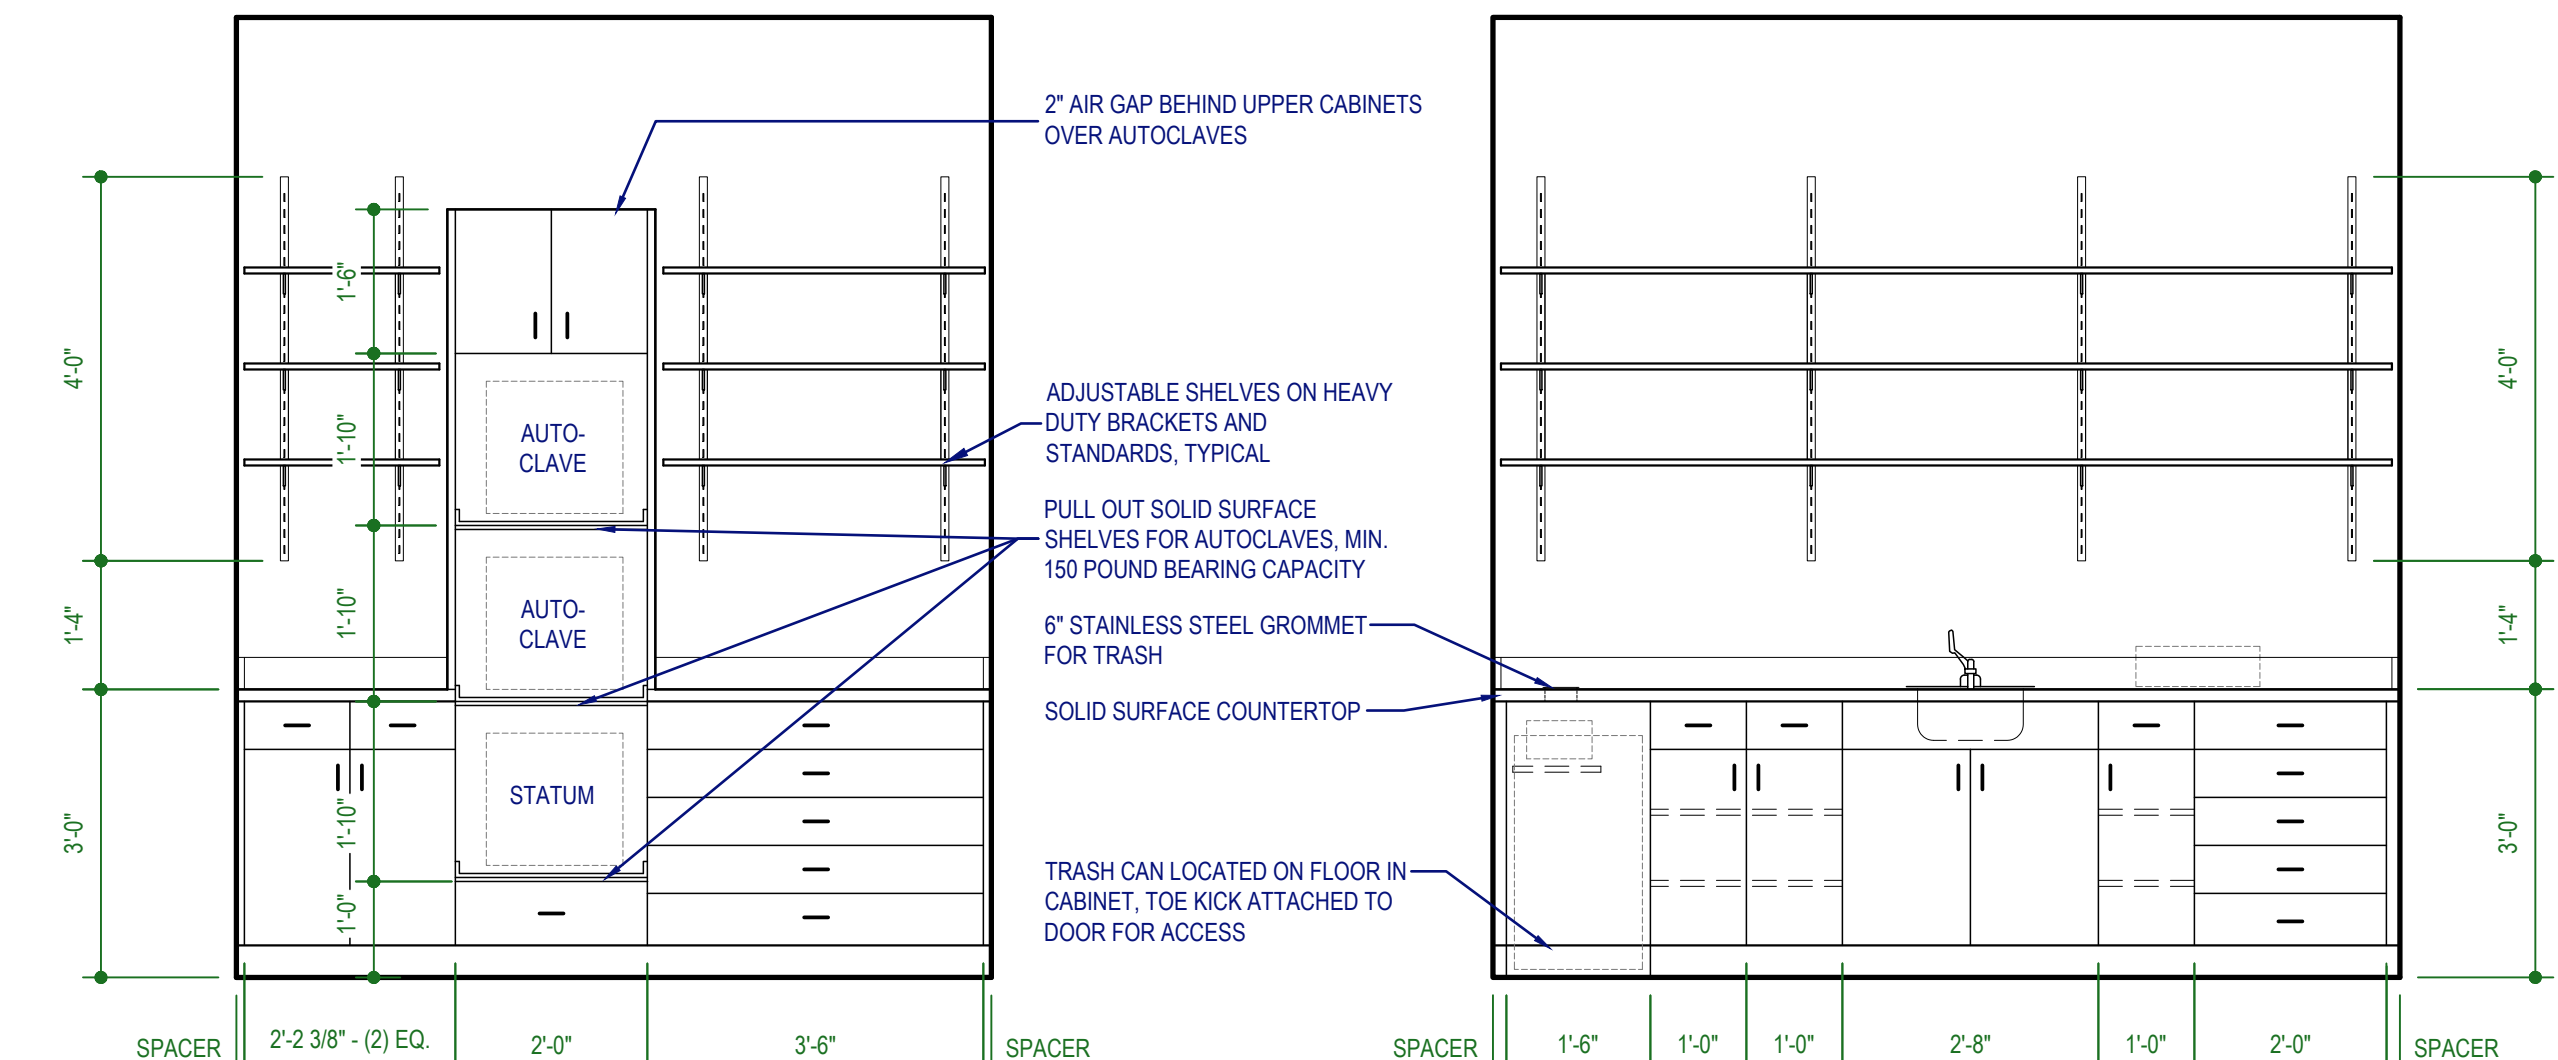 2" AIR GAP BEHIND UPPER CABINETS
OVER AUTOCLAVES
ADJUSTABLE SHELVES ON HEAVY
DUTY BRACKETS AND
STANDARDS, TYPICAL
PULL OUT SOLID SURFACE
SHELVES FOR AUTOCLAVES, MIN.
150 POUND BEARING CAPACITY
6" STAINLESS STEEL GROMMET
FOR TRASH
SOLID SURFACE COUNTERTOP
TRASH CAN LOCATED ON FLOOR IN
CABINET, TOE KICK ATTACHED TO
DOOR FOR ACCESS
4'-0"
1'-4"
3'-0"
1'-6"
1'-10"
1'-10"
1'-10"
1'-0"
AUTO-
CLAVE
AUTO-
CLAVE
STATUM
4'-0"
1'-4"
3'-0"
SPACER
2'-2 3/8" - (2) EQ.
2'-0"
3'-6"
SPACER
SPACER
1'-6"
1'-0"
1'-0"
2'-8"
1'-0"
2'-0"
SPACER